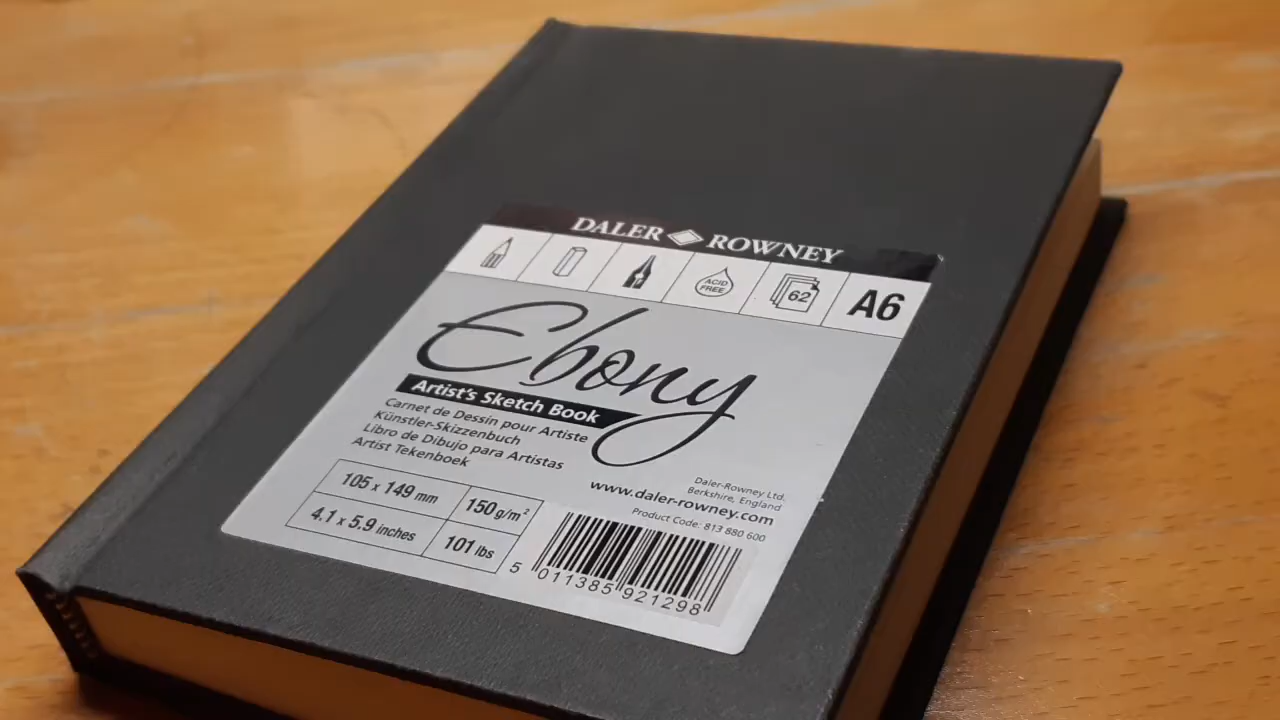 DALER ROWNEY
ACID FREE
62
A6
Ebony
Artist's Sketch Book
Carnet de Dessin pour Artiste
Künstler-Skizzenbuch
Libro de Dibujo para Artistas
Artist Tekenboek
105 x 149 mm
150 g/m²
4.1 x 5.9 inches
101 lbs
Daler-Rowney Ltd.
Berkshire, England
www.daler-rowney.com
Product Code: 813 880 600
5 011385 921298